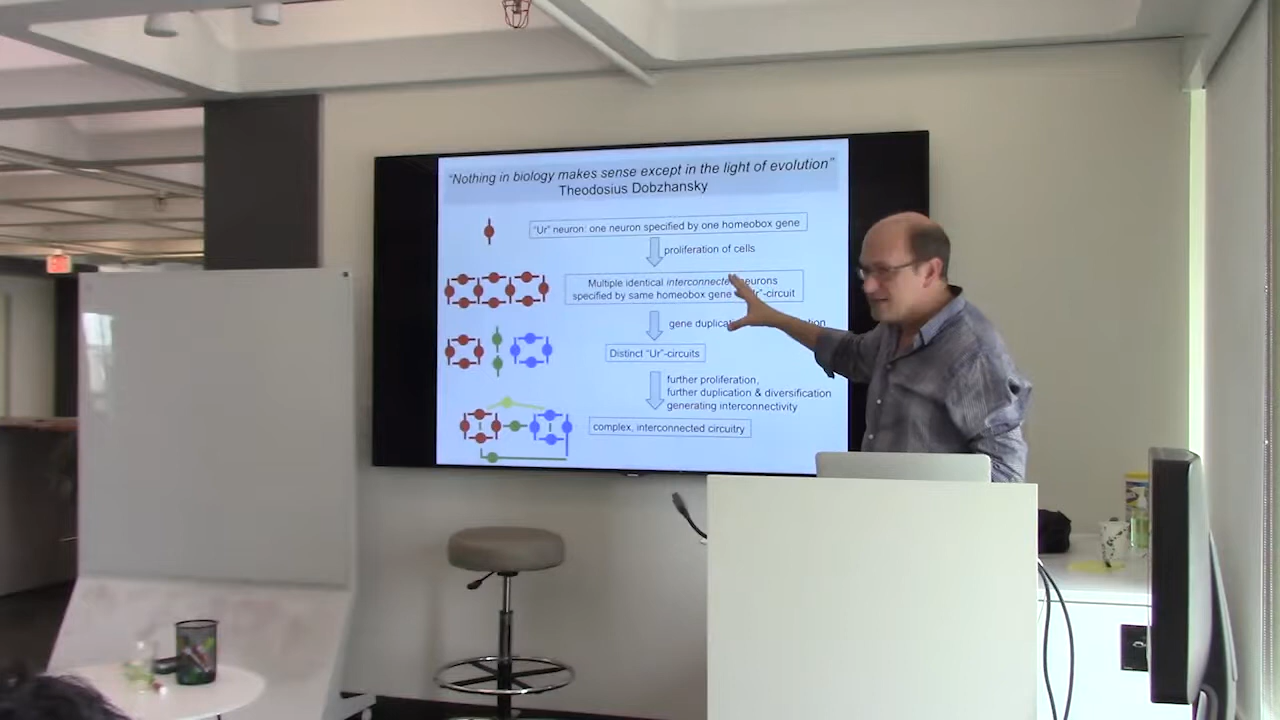 “Nothing in biology makes sense except in the light of evolution”
Theodosius Dobzhansky
“Ur” neuron: one neuron specified by one homeobox gene
proliferation of cells
Multiple identical interconnected neurons
specified by same homeobox gene “Ur”-circuit
gene
Distinct “Ur”-circuits
further proliferation,
further duplication & diversification
generating interconnectivity
complex, interconnected circuitry